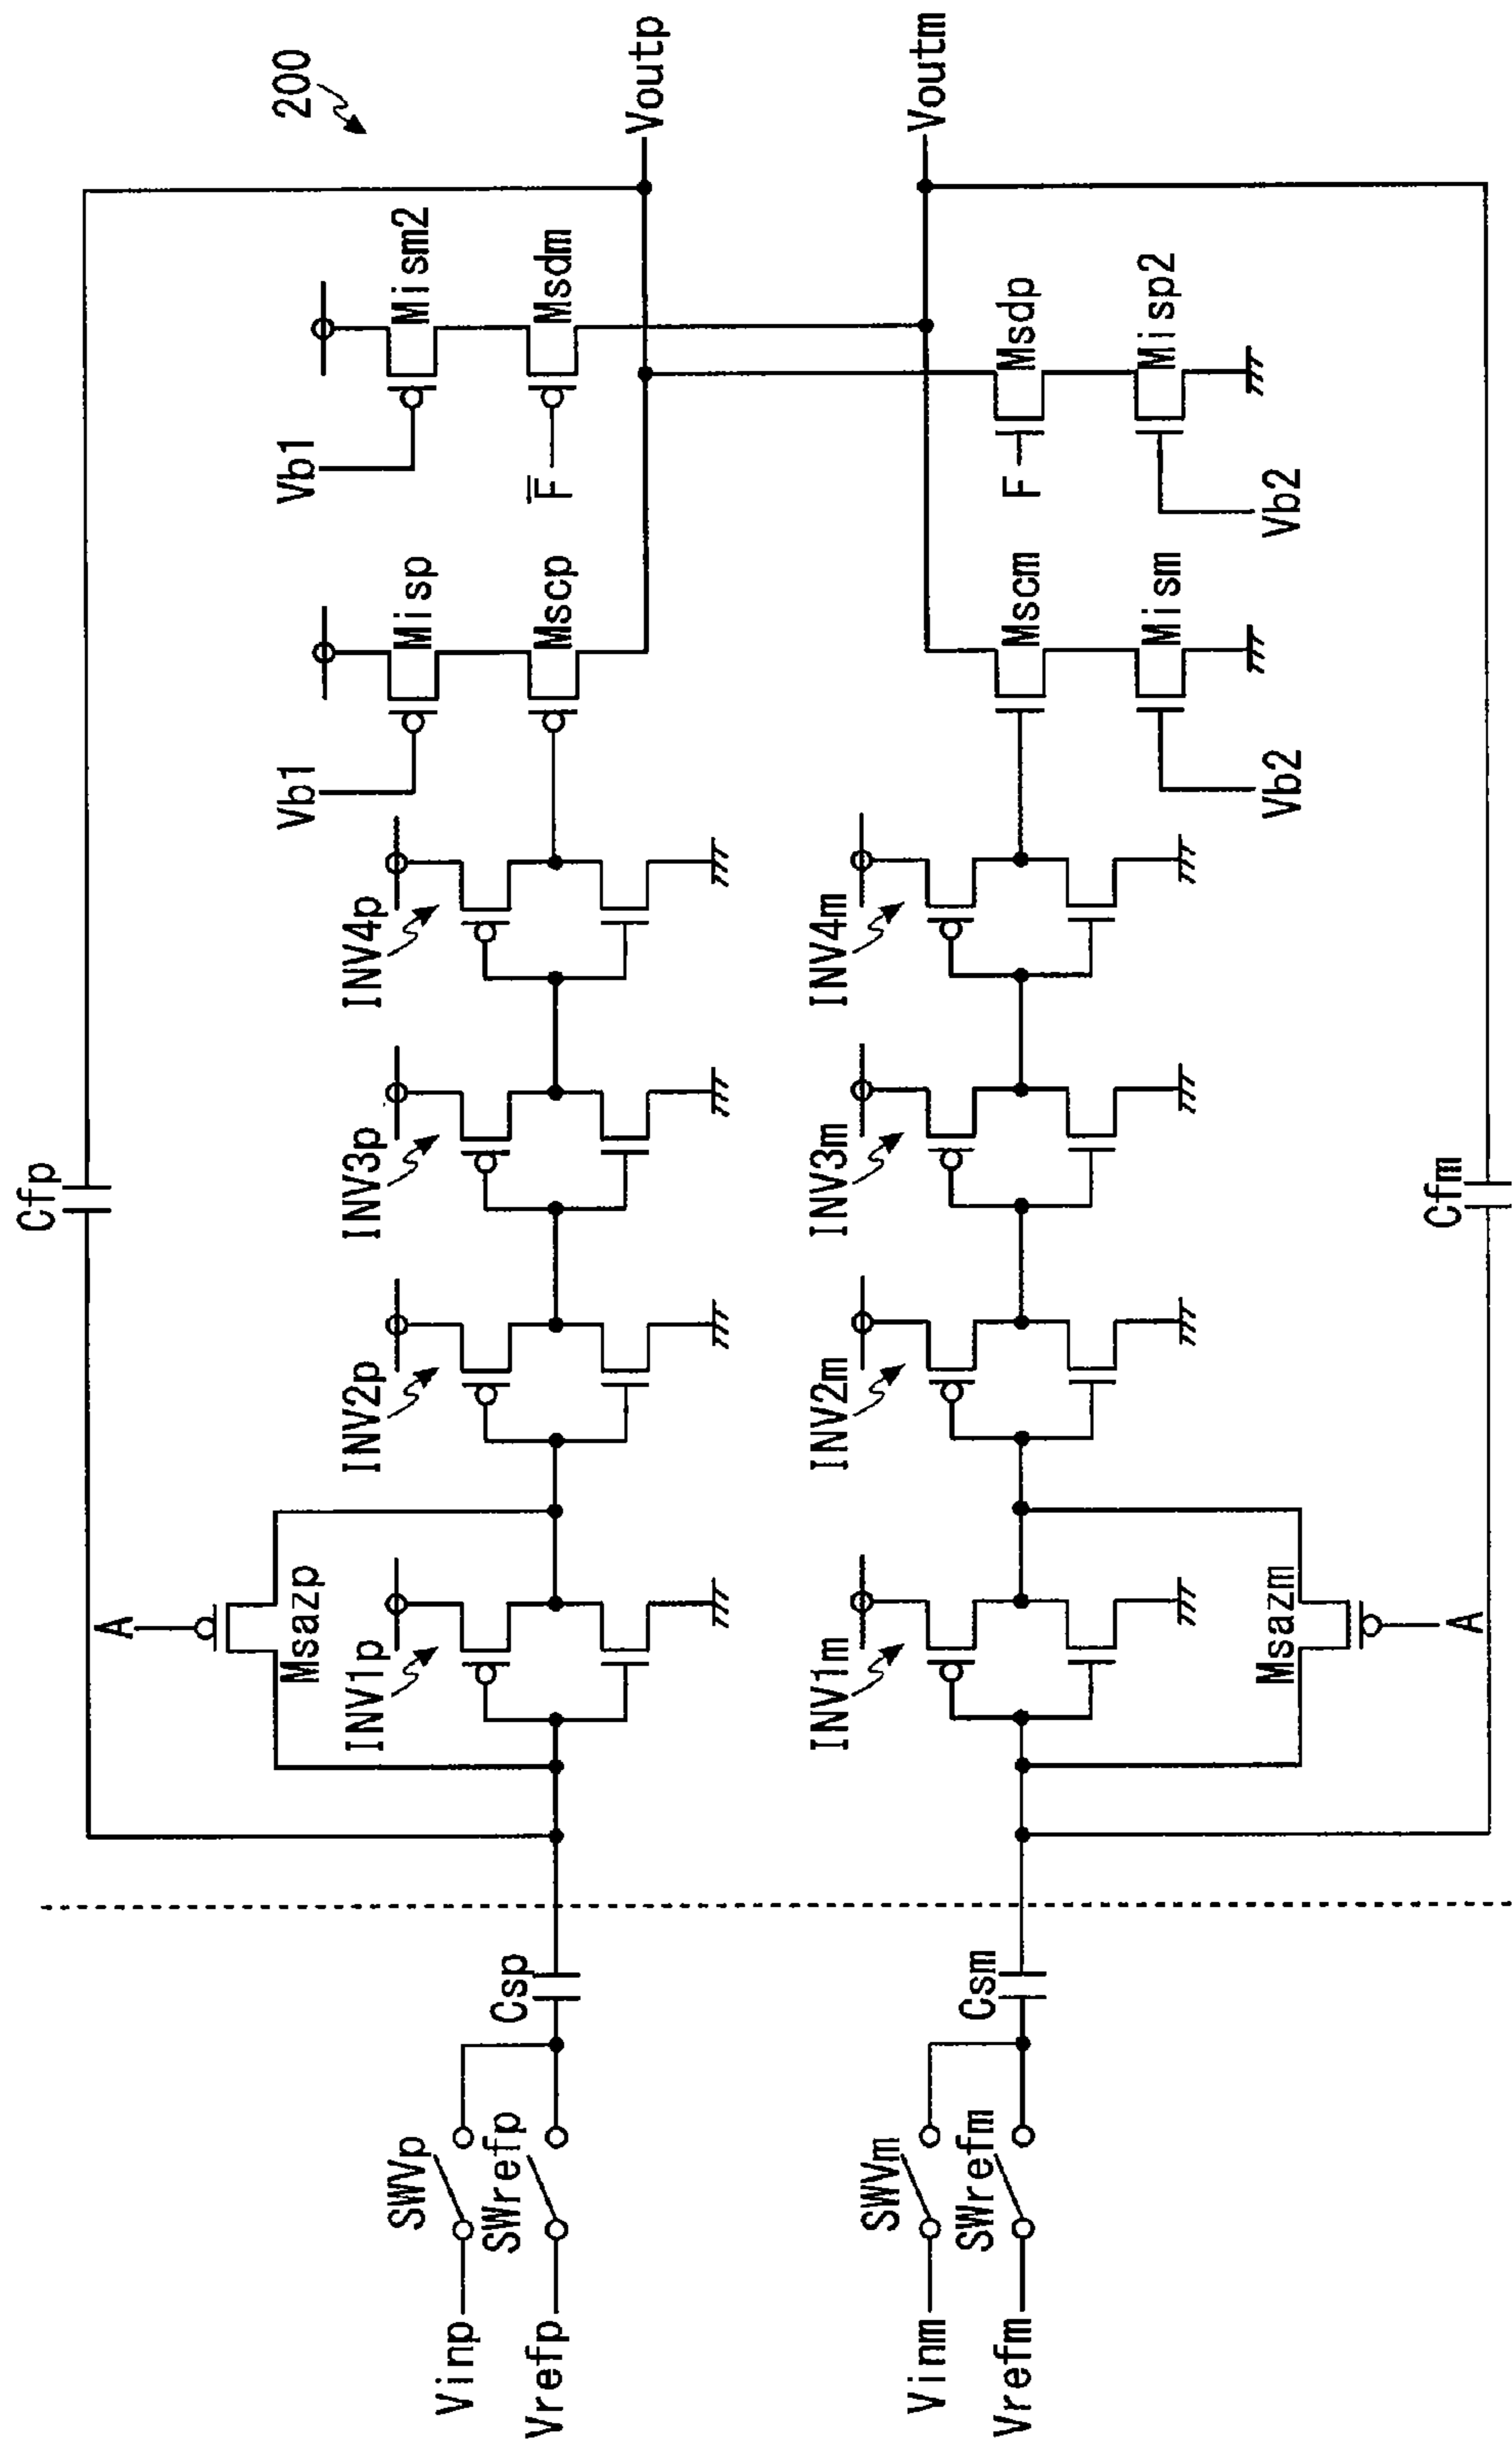 200
Cfp
Vb1
Vb1
Misp
Mism2
A
Msazp
INV1p
INV2p
INV3p
INV4p
Mscp
F
Msdm
Voutp
SWVp
Vinp
Csp
SWrefp
Vrefp
Voutm
INV1m
INV2m
INV3m
INV4m
Mscm
F
Msdp
SWVm
Vinm
Csm
SWrefm
Vrefm
Mism
Misp2
Msazm
A
Vb2
Vb2
Cfm